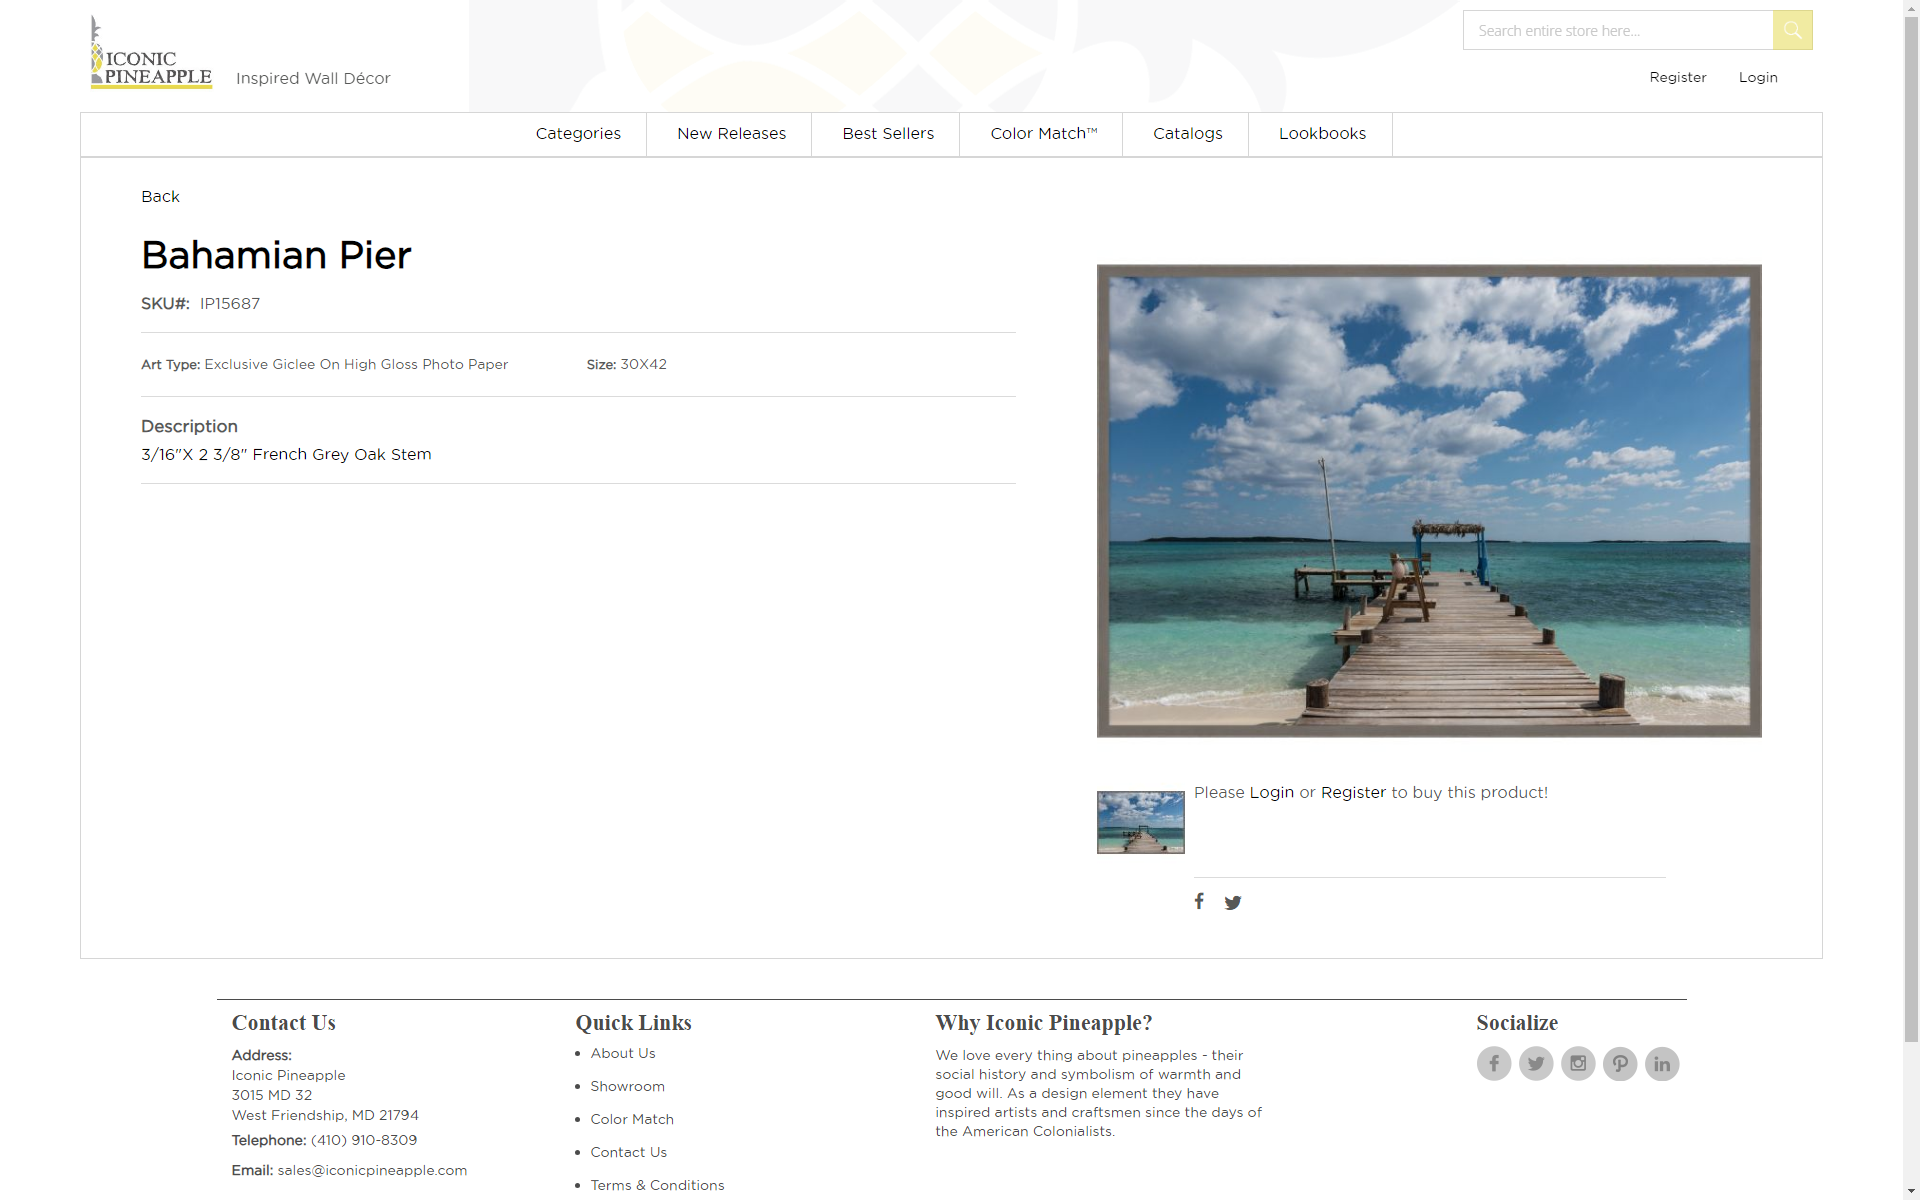 ICONIC
PINEAPPLE
Inspired Wall Décor
Search entire store here...
Register
Login
Categories
New Releases
Best Sellers
Color Match™
Catalogs
Lookbooks
Back
Bahamian Pier
SKU#: IP15687
Art Type: Exclusive Giclee On High Gloss Photo Paper
Size: 30X42
Description
3/16"X 2 3/8" French Grey Oak Stem
Please Login or Register to buy this product!
Contact Us
Address:
Iconic Pineapple
3015 MD 32
West Friendship, MD 21794
Telephone: (410) 910-8309
Email: sales@iconicpineapple.com
Quick Links
About Us
Showroom
Color Match
Contact Us
Terms & Conditions
Why Iconic Pineapple?
We love every thing about pineapples - their
social history and symbolism of warmth and
good will. As a design element they have
inspired artists and craftsmen since the days of
the American Colonialists.
Socialize